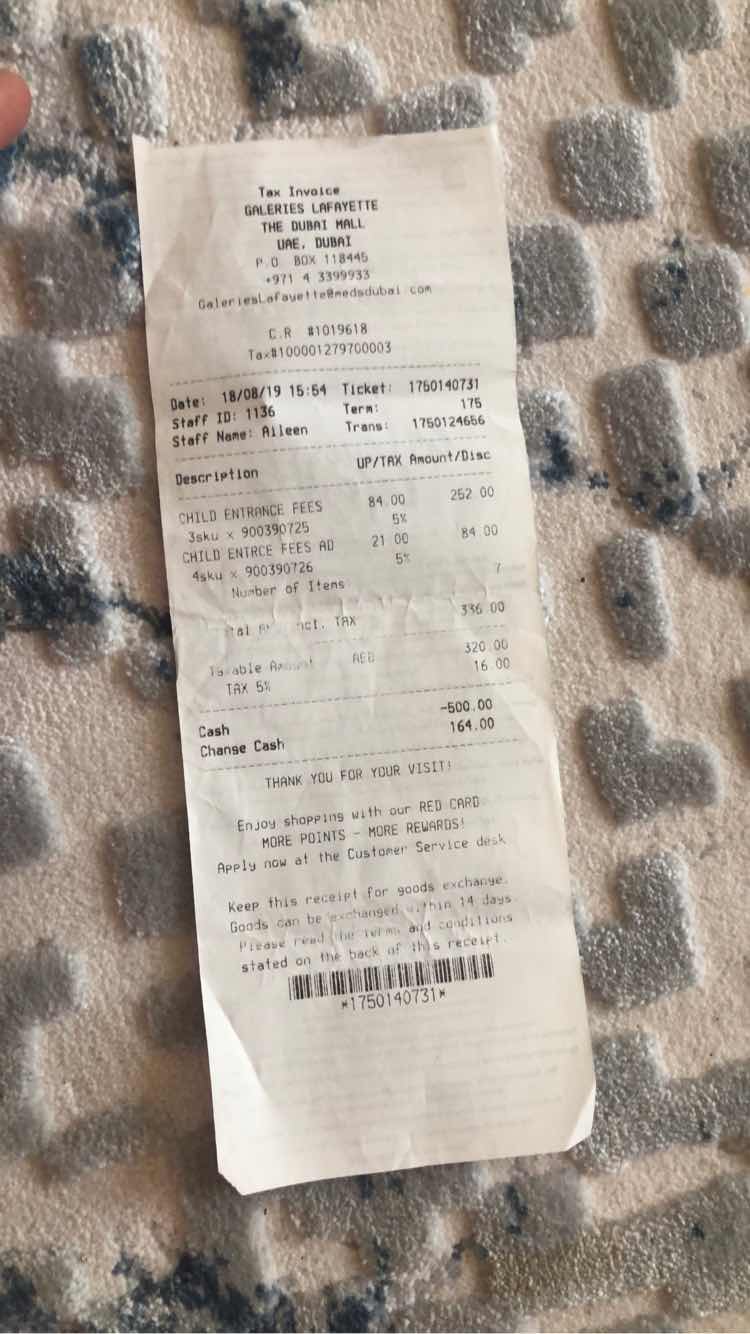 Tax Invoice
GALERIES LAFAYETTE
THE DUBAI MALL
UAE, DUBAI
P.O. BOX 118445
+971 4 3399933
GaleriesLafayette@medsdubai.com
C.R #1019618
Tax#100001279700003
Date: 18/08/19 15:54 Ticket: 1750140731
Staff ID: 1136 Term: 175
Staff Name: Aileen Trans: 1750124656
Description UP/TAX Amount/Disc
CHILD ENTRANCE FEES 84.00 252.00
3sku x 900390725 5%
CHILD ENTRCE FEES AD 21.00 84.00
4sku x 900390726 5%
Number of Items 7
TAX 336.00
Amount AED 320.00
TAX 5% 16.00
Cash -500.00
Change Cash 164.00
THANK YOU FOR YOUR VISIT!
Enjoy shopping with our RED CARD
MORE POINTS - MORE REWARDS!
Apply now at the Customer Service desk
Keep this receipt for goods exchange.
Goods can be exchanged within 14 days.
Please read the terms and conditions
stated on the back of this receipt.
*1750140731*